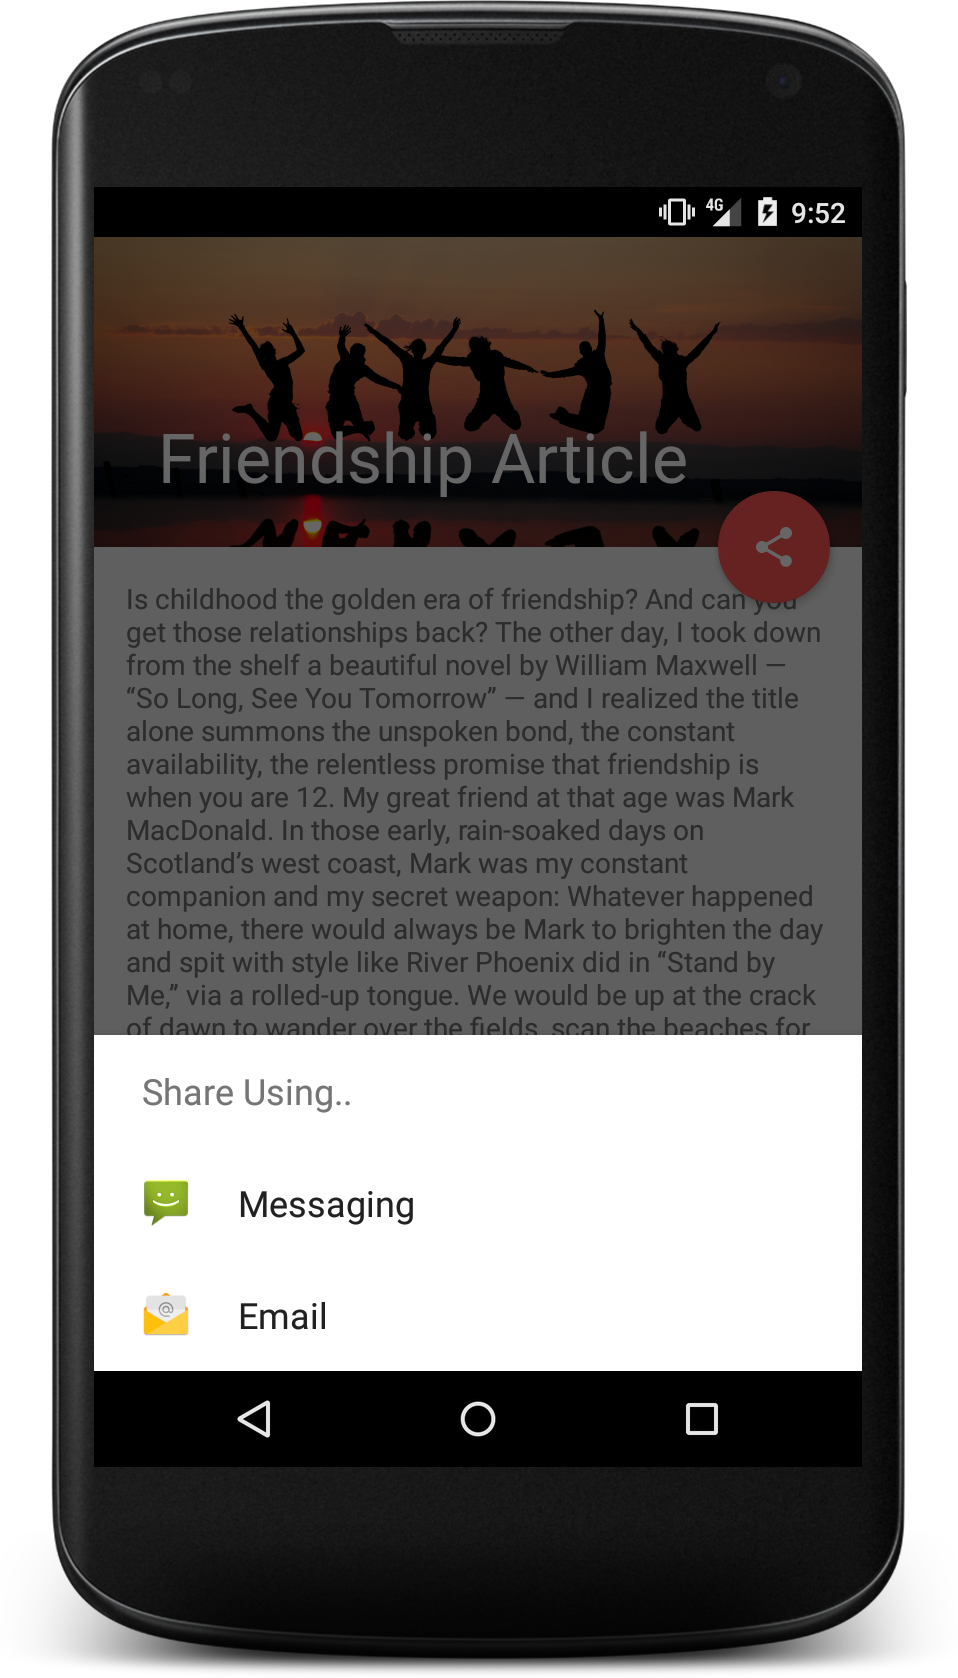 4G 9:52
Friendship Article
Is childhood the golden era of friendship? And can you
get those relationships back? The other day, I took down
from the shelf a beautiful novel by William Maxwell —
“So Long, See You Tomorrow” — and I realized the title
alone summons the unspoken bond, the constant
availability, the relentless promise that friendship is
when you are 12. My great friend at that age was Mark
MacDonald. In those early, rain-soaked days on
Scotland’s west coast, Mark was my constant
companion and my secret weapon: Whatever happened
at home, there would always be Mark to brighten the day
and spit with style like River Phoenix did in “Stand by
Me,” via a rolled-up tongue. We would be up at the crack
of dawn to wander over the fields, scan the beaches for
Share Using..
Messaging
@
Email